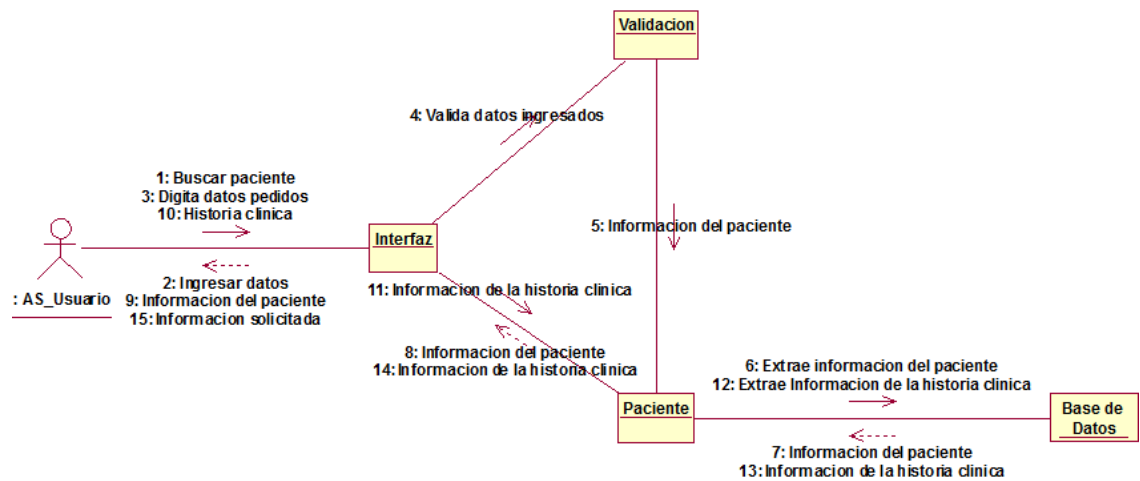 Validacion
4: Valida datos ingresados
1: Buscar paciente
3: Digita datos pedidos
10: Historia clinica
5: Informacion del paciente
Interfaz
: AS_Usuario
2: Ingresar datos
9: Informacion del paciente
15: Informacion solicitada
11: Informacion de la historia clinica
8: Informacion del paciente
14: Informacion de la historia clinica
6: Extrae informacion del paciente
12: Extrae Informacion de la historia clinica
Paciente
Base de
Datos
7: Informacion del paciente
13: Informacion de la historia clinica